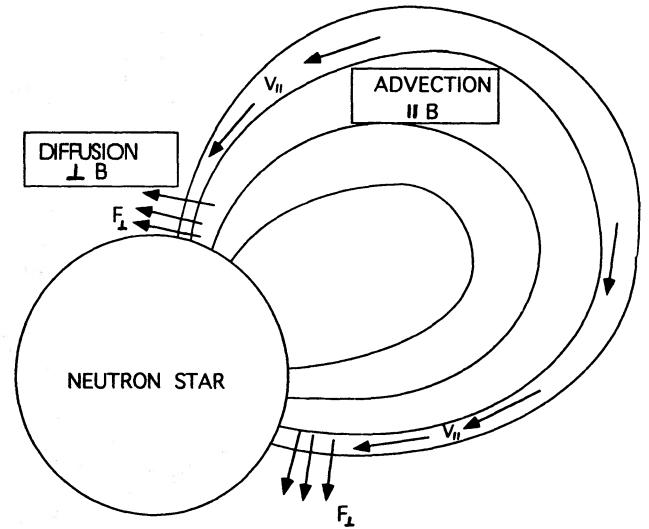 ADVECTION
|| B
V||
DIFFUSION
⊥ B
F⊥
NEUTRON STAR
V||
F⊥